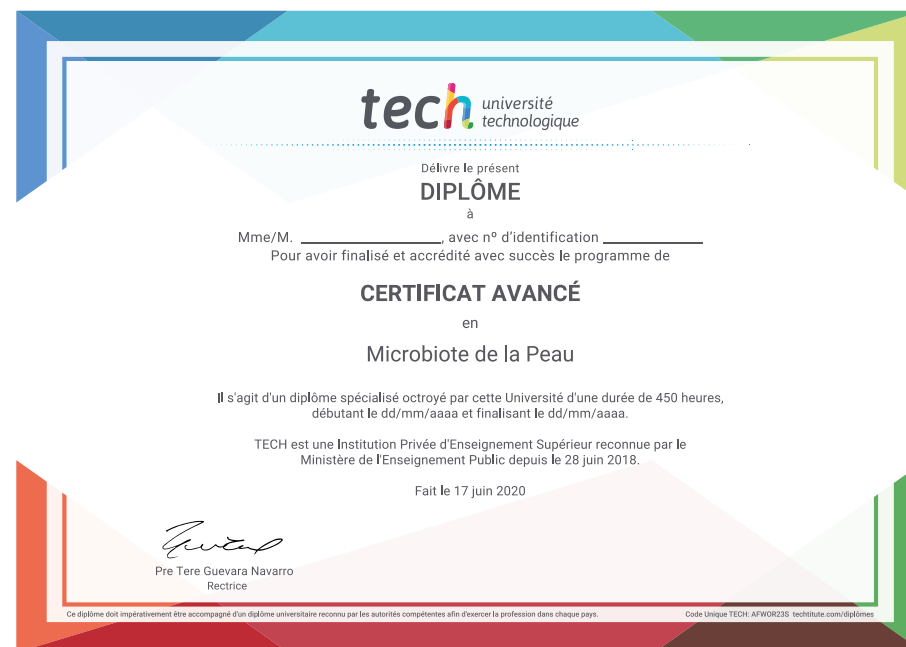 tech université
technologique
Délivre le présent
DIPLÔME
à
Mme/M. ____________________, avec nº d'identification ______________
Pour avoir finalisé et accrédité avec succès le programme de
CERTIFICAT AVANCÉ
en
Microbiote de la Peau
Il s'agit d'un diplôme spécialisé octroyé par cette Université d'une durée de 450 heures,
débutant le dd/mm/aaaa et finalisant le dd/mm/aaaa.
TECH est une Institution Privée d'Enseignement Supérieur reconnue par le
Ministère de l'Enseignement Public depuis le 28 juin 2018.
Fait le 17 juin 2020
Pre Tere Guevara Navarro
Rectrice
Ce diplôme doit impérativement être accompagné d'un diplôme universitaire reconnu par les autorités compétentes afin d'exercer la profession dans chaque pays.
Code Unique TECH: AFWOR23S techtitute.com/diplômes